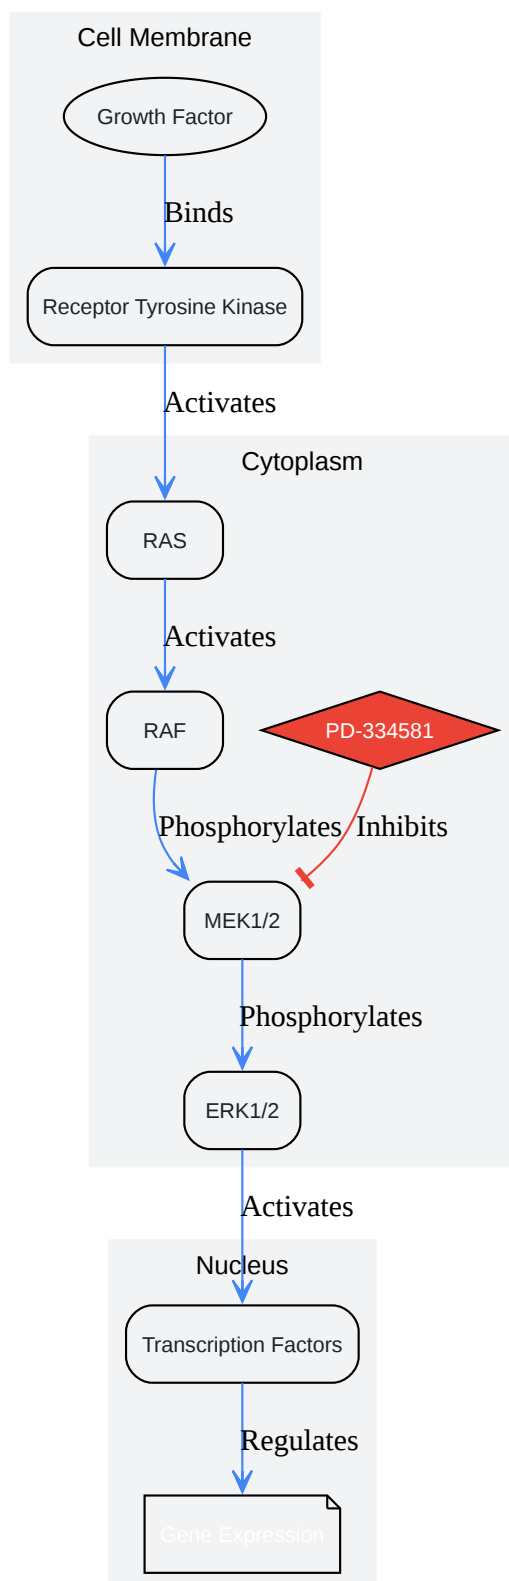 Cell Membrane
Growth Factor
Binds
Receptor Tyrosine Kinase
Activates
Cytoplasm
RAS
Activates
RAF
PD-334581
Phosphorylates
Inhibits
MEK1/2
Phosphorylates
ERK1/2
Activates
Nucleus
Transcription Factors
Regulates
Gene Expression